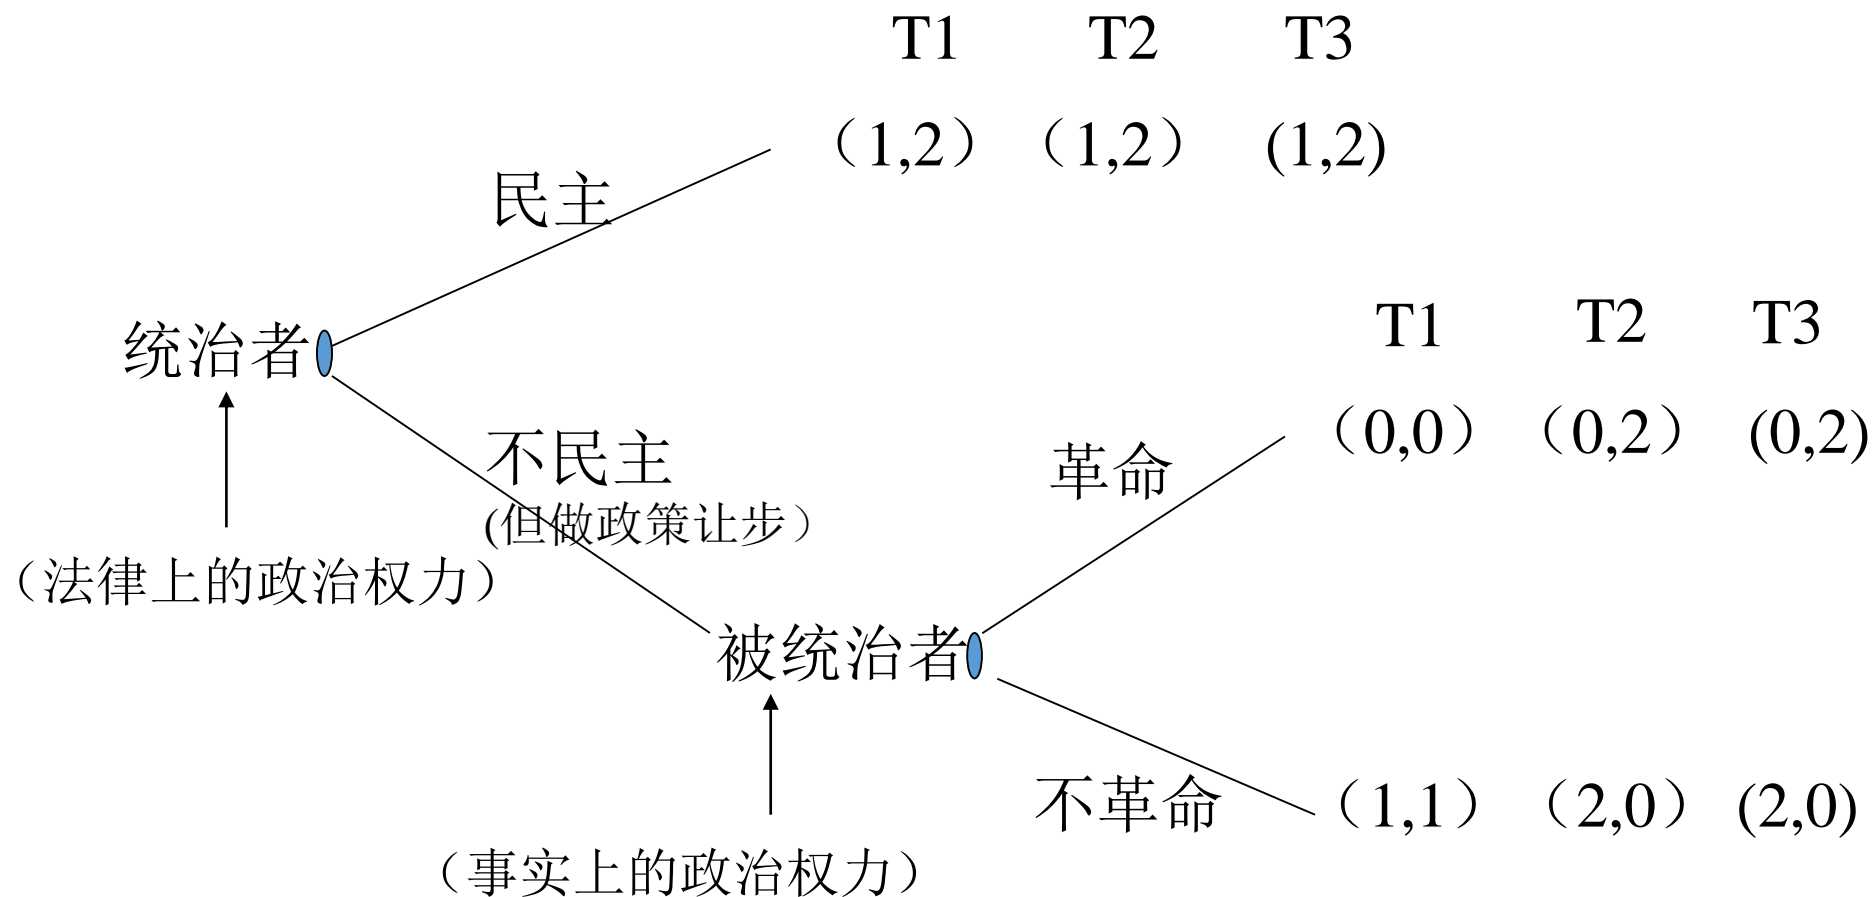 T1 T2 T3
（1,2） （1,2） (1,2)
民主
统治者
T1 T2 T3
（0,0） （0,2） (0,2)
不民主
革命
(但做政策让步）
（法律上的政治权力）
被统治者
不革命
（1,1） （2,0） (2,0)
（事实上的政治权力）